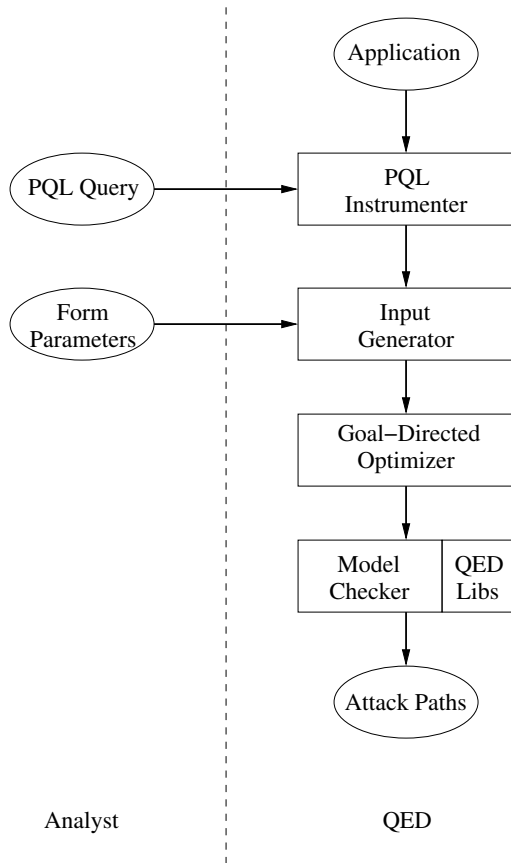 Application
PQL Query
PQL
Instrumenter
Form
Parameters
Input
Generator
Goal−Directed
Optimizer
Model
Checker
QED
Libs
Attack Paths
Analyst
QED